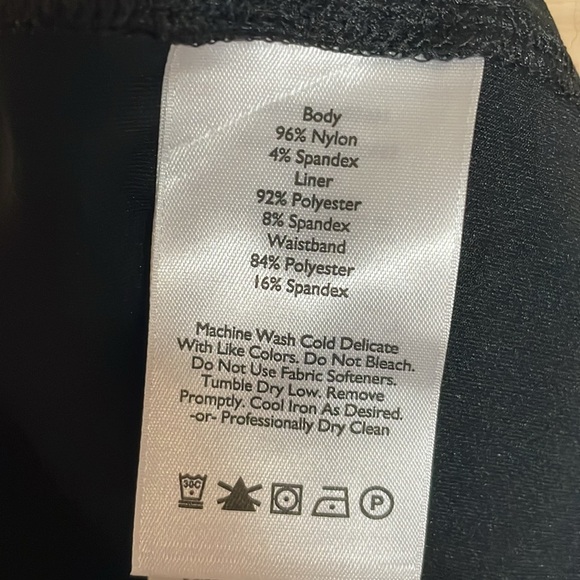 Body
96% Nylon
4% Spandex
Liner
92% Polyester
8% Spandex
Waistband
84% Polyester
16% Spandex
Machine Wash Cold Delicate
With Like Colors. Do Not Bleach.
Do Not Use Fabric Softeners.
Tumble Dry Low. Remove
Promptly. Cool Iron As Desired.
-or- Professionally Dry Clean
30C P